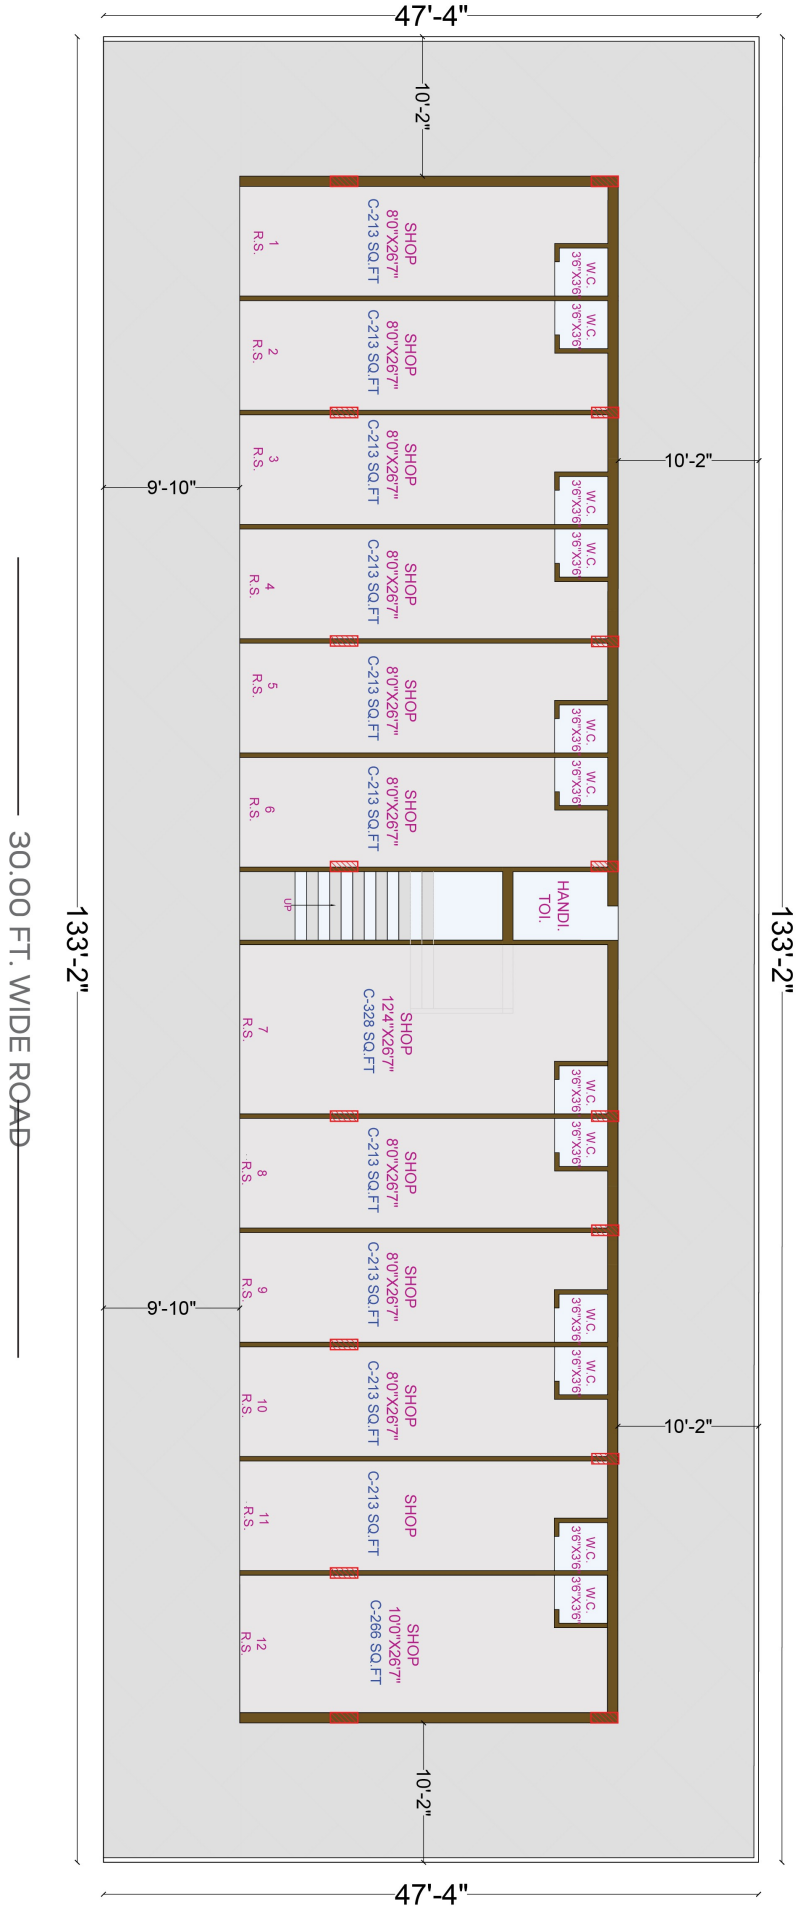 47'-4"
10'-2"
SHOP
8'0"X26'7"
C-213 SQ.FT
1
R.S.
W.C.
3'6"X3'6"
W.C.
3'6"X3'6"
SHOP
8'0"X26'7"
C-213 SQ.FT
2
R.S.
SHOP
8'0"X26'7"
C-213 SQ.FT
3
R.S.
10'-2"
9'-10"
W.C.
3'6"X3'6"
W.C.
3'6"X3'6"
SHOP
8'0"X26'7"
C-213 SQ.FT
4
R.S.
SHOP
8'0"X26'7"
C-213 SQ.FT
5
R.S.
W.C.
3'6"X3'6"
W.C.
3'6"X3'6"
SHOP
8'0"X26'7"
C-213 SQ.FT
6
R.S.
UP
HANDI.
TOI.
133'-2"
133'-2"
30.00 FT. WIDE ROAD
SHOP
12'4"X26'7"
C-328 SQ.FT
7
R.S.
W.C.
3'6"X3'6"
W.C.
3'6"X3'6"
SHOP
8'0"X26'7"
C-213 SQ.FT
8
R.S.
SHOP
8'0"X26'7"
C-213 SQ.FT
9
R.S.
9'-10"
W.C.
3'6"X3'6"
W.C.
3'6"X3'6"
SHOP
8'0"X26'7"
C-213 SQ.FT
10
R.S.
10'-2"
SHOP
C-213 SQ.FT
11
R.S.
W.C.
3'6"X3'6"
W.C.
3'6"X3'6"
SHOP
10'0"X26'7"
C-266 SQ.FT
12
R.S.
10'-2"
47'-4"